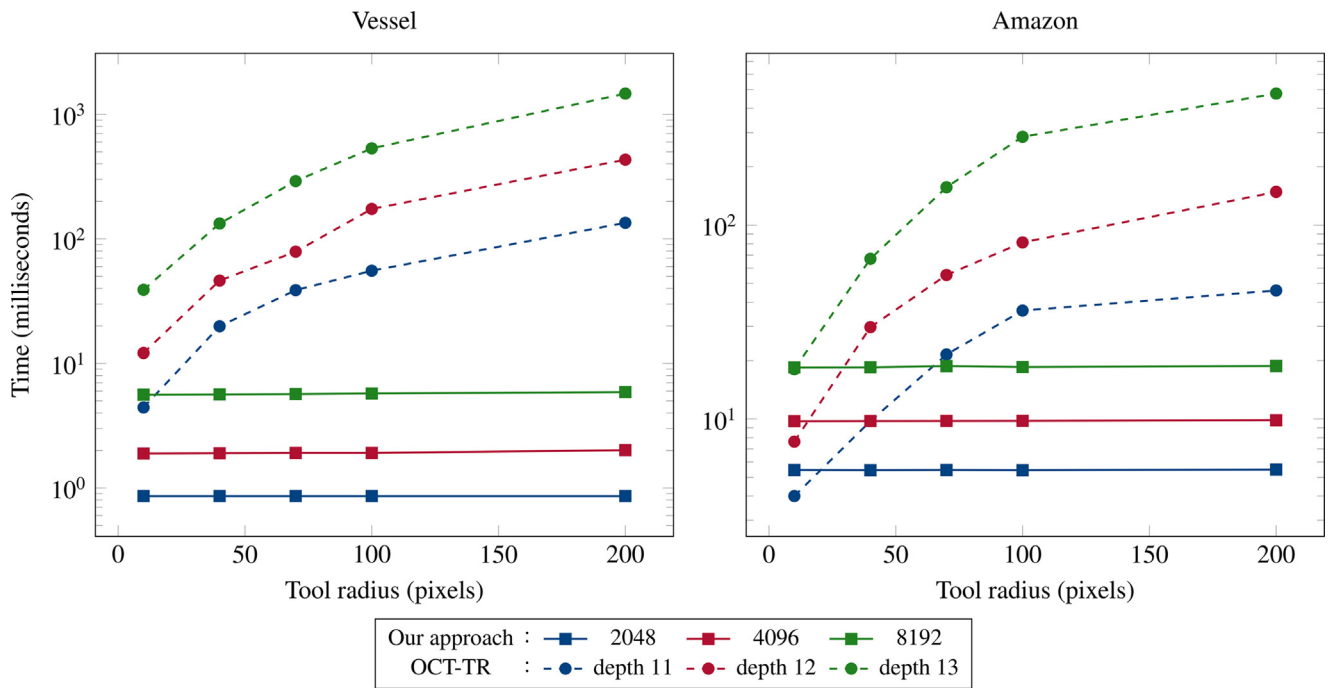 Vessel Amazon
10³
10²
10¹
10⁰
10²
10¹
Time (milliseconds)
0 50 100 150 200
0 50 100 150 200
Tool radius (pixels) Tool radius (pixels)
Our approach : 2048 4096 8192
OCT-TR : depth 11 depth 12 depth 13